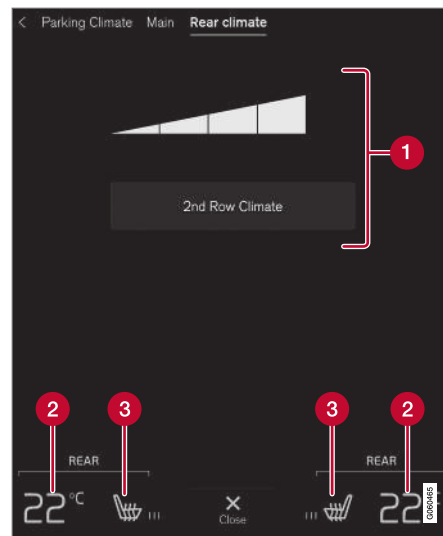 < Parking Climate Main Rear climate
1
2nd Row Climate
2 3 3 2
REAR REAR
22 °C 22
Close
G060465